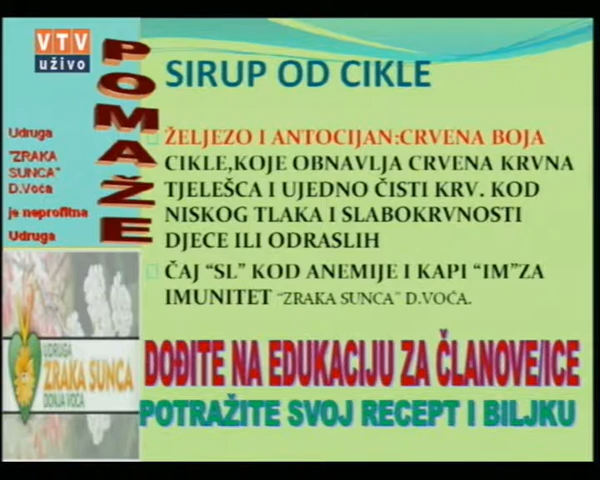 VTV
uživo
POMAŽE
SIRUP OD CIKLE
Udruga
"ZRAKA
SUNCA"
D.Voća
je neprofitna
Udruga
ŽELJEZO I ANTOCIJAN:CRVENA BOJA
CIKLE,KOJE OBNAVLJA CRVENA KRVNA
TJELEŠCA I UJEDNO ČISTI KRV. KOD
NISKOG TLAKA I SLABOKRVNOSTI
DJECE ILI ODRASLIH
ČAJ “SL” KOD ANEMIJE I KAPI “IM”ZA
IMUNITET “ZRAKA SUNCA” D.VOĆA.
UDRUGA
ZRAKA SUNCA
DONJA VOĆA
DOĐITE NA EDUKACIJU ZA ČLANOVE/ICE
POTRAŽITE SVOJ RECEPT I BILJKU